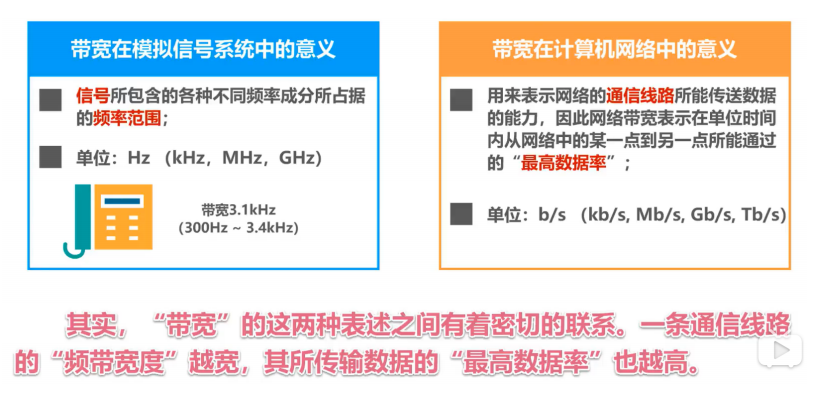 带宽在模拟信号系统中的意义
信号所包含的各种不同频率成分所占据
的频率范围；
单位：Hz （kHz，MHz，GHz）
带宽3.1kHz
（300Hz ~ 3.4kHz）
带宽在计算机网络中的意义
用来表示网络的通信线路所能传送数据
的能力，因此网络带宽表示在单位时间
内从网络中的某一点到另一点所能通过
的“最高数据率”；
单位：b/s （kb/s, Mb/s, Gb/s, Tb/s）
其实，“带宽”的这两种表述之间有着密切的联系。一条通信线路
的“频带宽度”越宽，其所传输数据的“最高数据率”也越高。